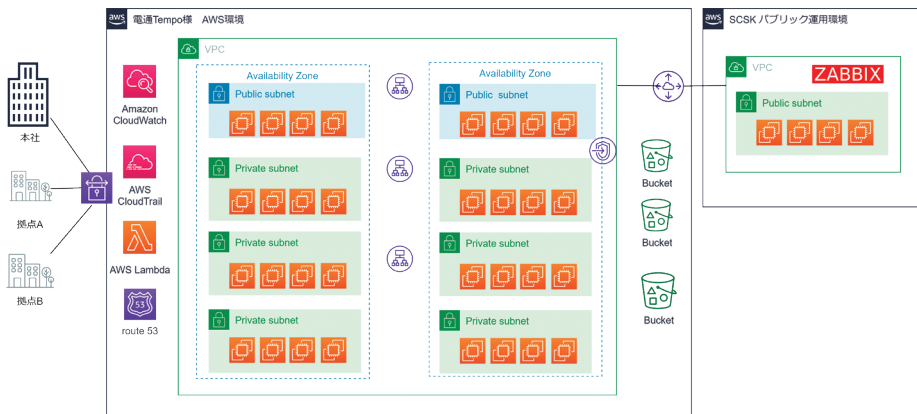 aws
電通Tempo様 AWS環境
aws
SCSK パブリック運用環境
VPC
VPC
ZABBIX
Public subnet
Availability Zone
Public subnet
Private subnet
Private subnet
Private subnet
Availability Zone
Public subnet
Private subnet
Private subnet
Private subnet
本社
拠点A
拠点B
Amazon
CloudWatch
AWS
CloudTrail
AWS Lambda
53
route 53
Bucket
Bucket
Bucket